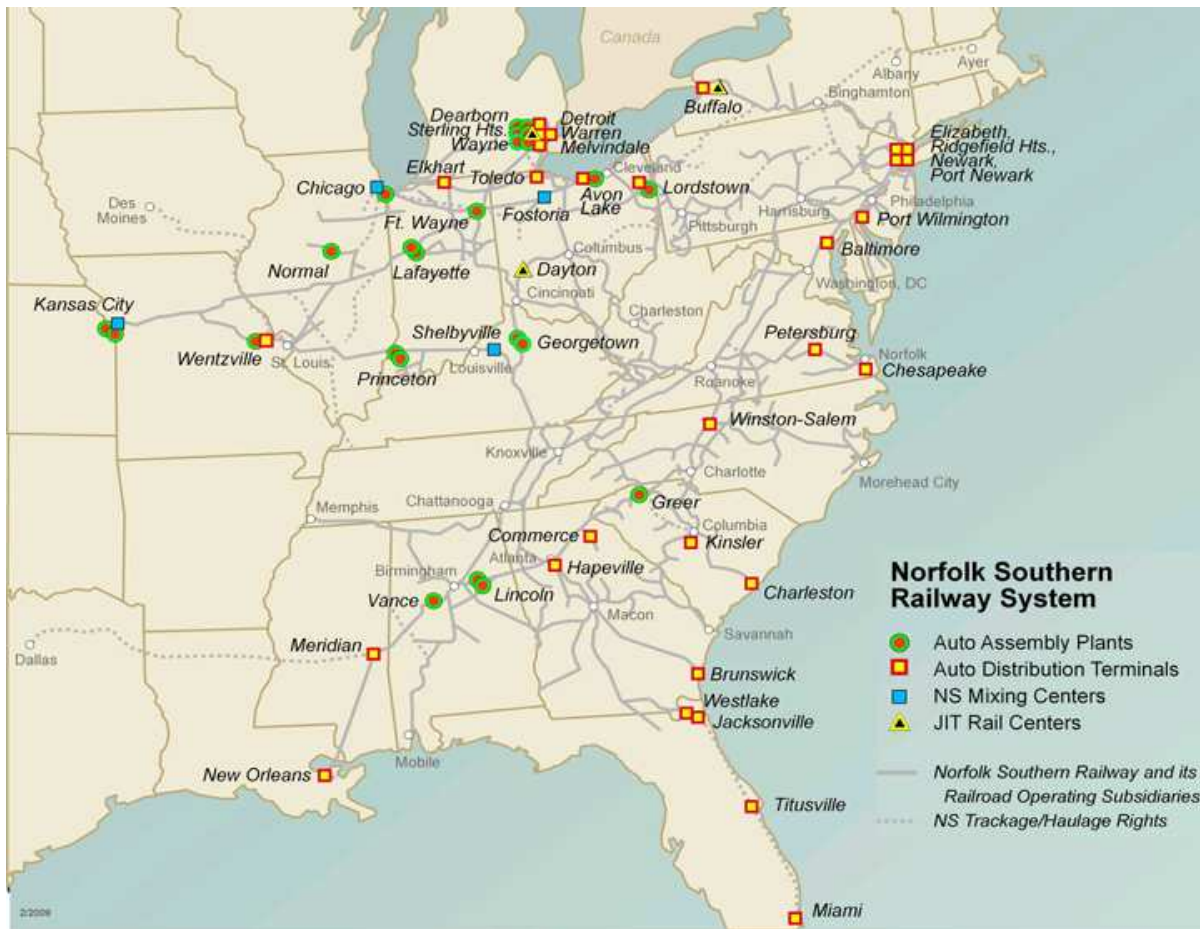 Canada
Albany
Ayer
Binghamton
Buffalo
Dearborn
Sterling Hts.
Wayne
Detroit
Warren
Melvindale
Elizabeth,
Ridgefield Hts.,
Newark,
Port Newark
Elkhart
Toledo
Cleveland
Chicago
Avon
Lake
Lordstown
Fostoria
Des
Moines
Ft. Wayne
Pittsburgh
Harrisburg
Philadelphia
Port Wilmington
Normal
Lafayette
Columbus
Baltimore
Dayton
Washington, DC
Kansas City
Cincinnati
Charleston
Shelbyville
Petersburg
Wentzville
St. Louis
Georgetown
Norfolk
Louisville
Princeton
Roanoke
Chesapeake
Winston-Salem
Knoxville
Charlotte
Morehead City
Memphis
Chattanooga
Greer
Columbia
Commerce
Kinsler
Atlanta
Hapeville
Birmingham
Lincoln
Charleston
Vance
Macon
Savannah
Dallas
Meridian
Brunswick
Westlake
Jacksonville
Mobile
New Orleans
Titusville
Miami
Norfolk Southern
Railway System
Auto Assembly Plants
Auto Distribution Terminals
NS Mixing Centers
JIT Rail Centers
Norfolk Southern Railway and its
Railroad Operating Subsidiaries
NS Trackage/Haulage Rights